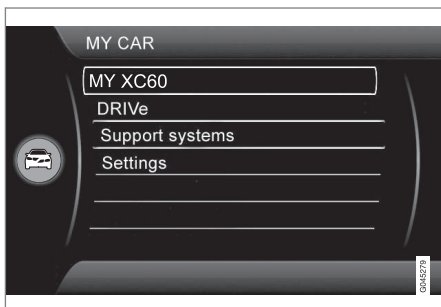 MY CAR
MY XC60
DRIVe
Support systems
Settings
G045279